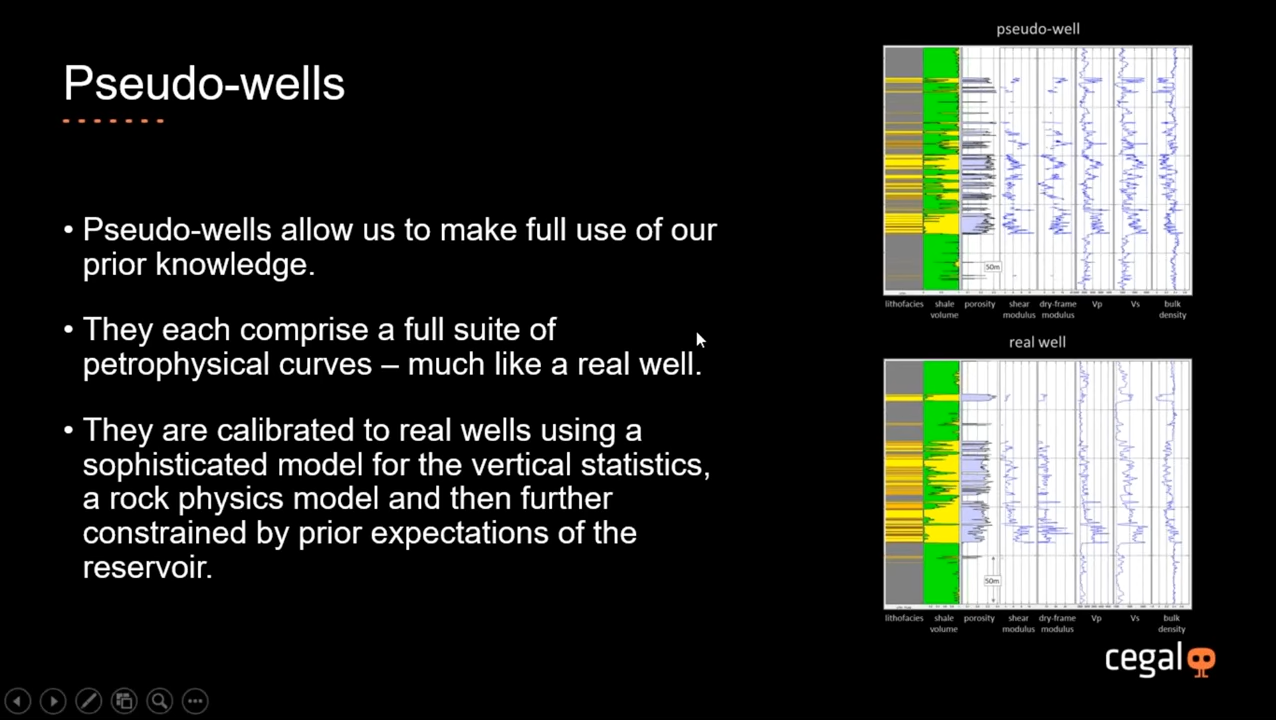 Pseudo-wells
• Pseudo-wells allow us to make full use of our
prior knowledge.
• They each comprise a full suite of
petrophysical curves – much like a real well.
• They are calibrated to real wells using a
sophisticated model for the vertical statistics,
a rock physics model and then further
constrained by prior expectations of the
reservoir.
pseudo-well
50m
lithofacies shale porosity shear dry-frame Vp Vs bulk
volume modulus modulus density
real well
50m
lithofacies shale porosity shear dry-frame Vp Vs bulk
volume modulus modulus density
cegal